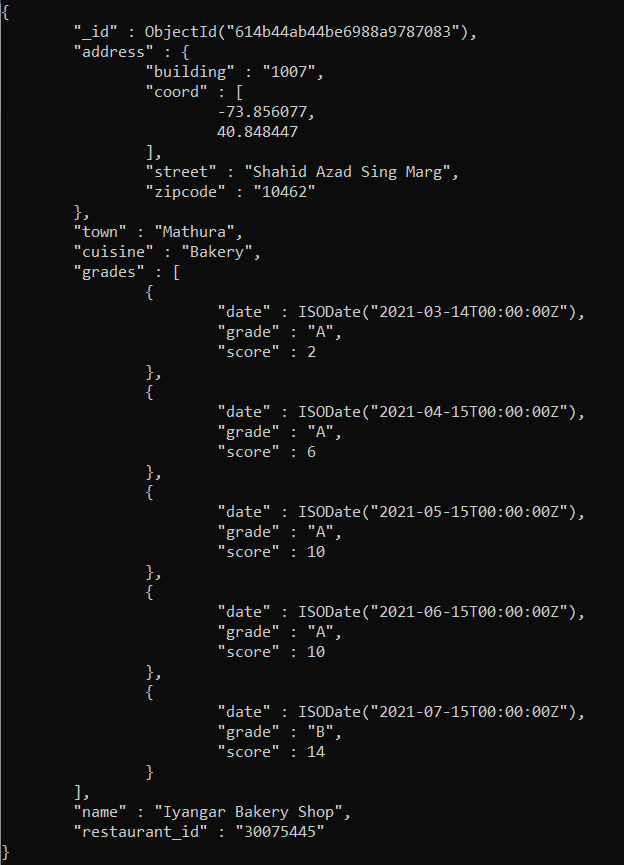 {
        "_id" : ObjectId("614b44ab44be6988a9787083"),
        "address" : {
                "building" : "1007",
                "coord" : [
                        -73.856077,
                        40.848447
                ],
                "street" : "Shahid Azad Sing Marg",
                "zipcode" : "10462"
        },
        "town" : "Mathura",
        "cuisine" : "Bakery",
        "grades" : [
                {
                        "date" : ISODate("2021-03-14T00:00:00Z"),
                        "grade" : "A",
                        "score" : 2
                },
                {
                        "date" : ISODate("2021-04-15T00:00:00Z"),
                        "grade" : "A",
                        "score" : 6
                },
                {
                        "date" : ISODate("2021-05-15T00:00:00Z"),
                        "grade" : "A",
                        "score" : 10
                },
                {
                        "date" : ISODate("2021-06-15T00:00:00Z"),
                        "grade" : "A",
                        "score" : 10
                },
                {
                        "date" : ISODate("2021-07-15T00:00:00Z"),
                        "grade" : "B",
                        "score" : 14
                }
        ],
        "name" : "Iyangar Bakery Shop",
        "restaurant_id" : "30075445"
}